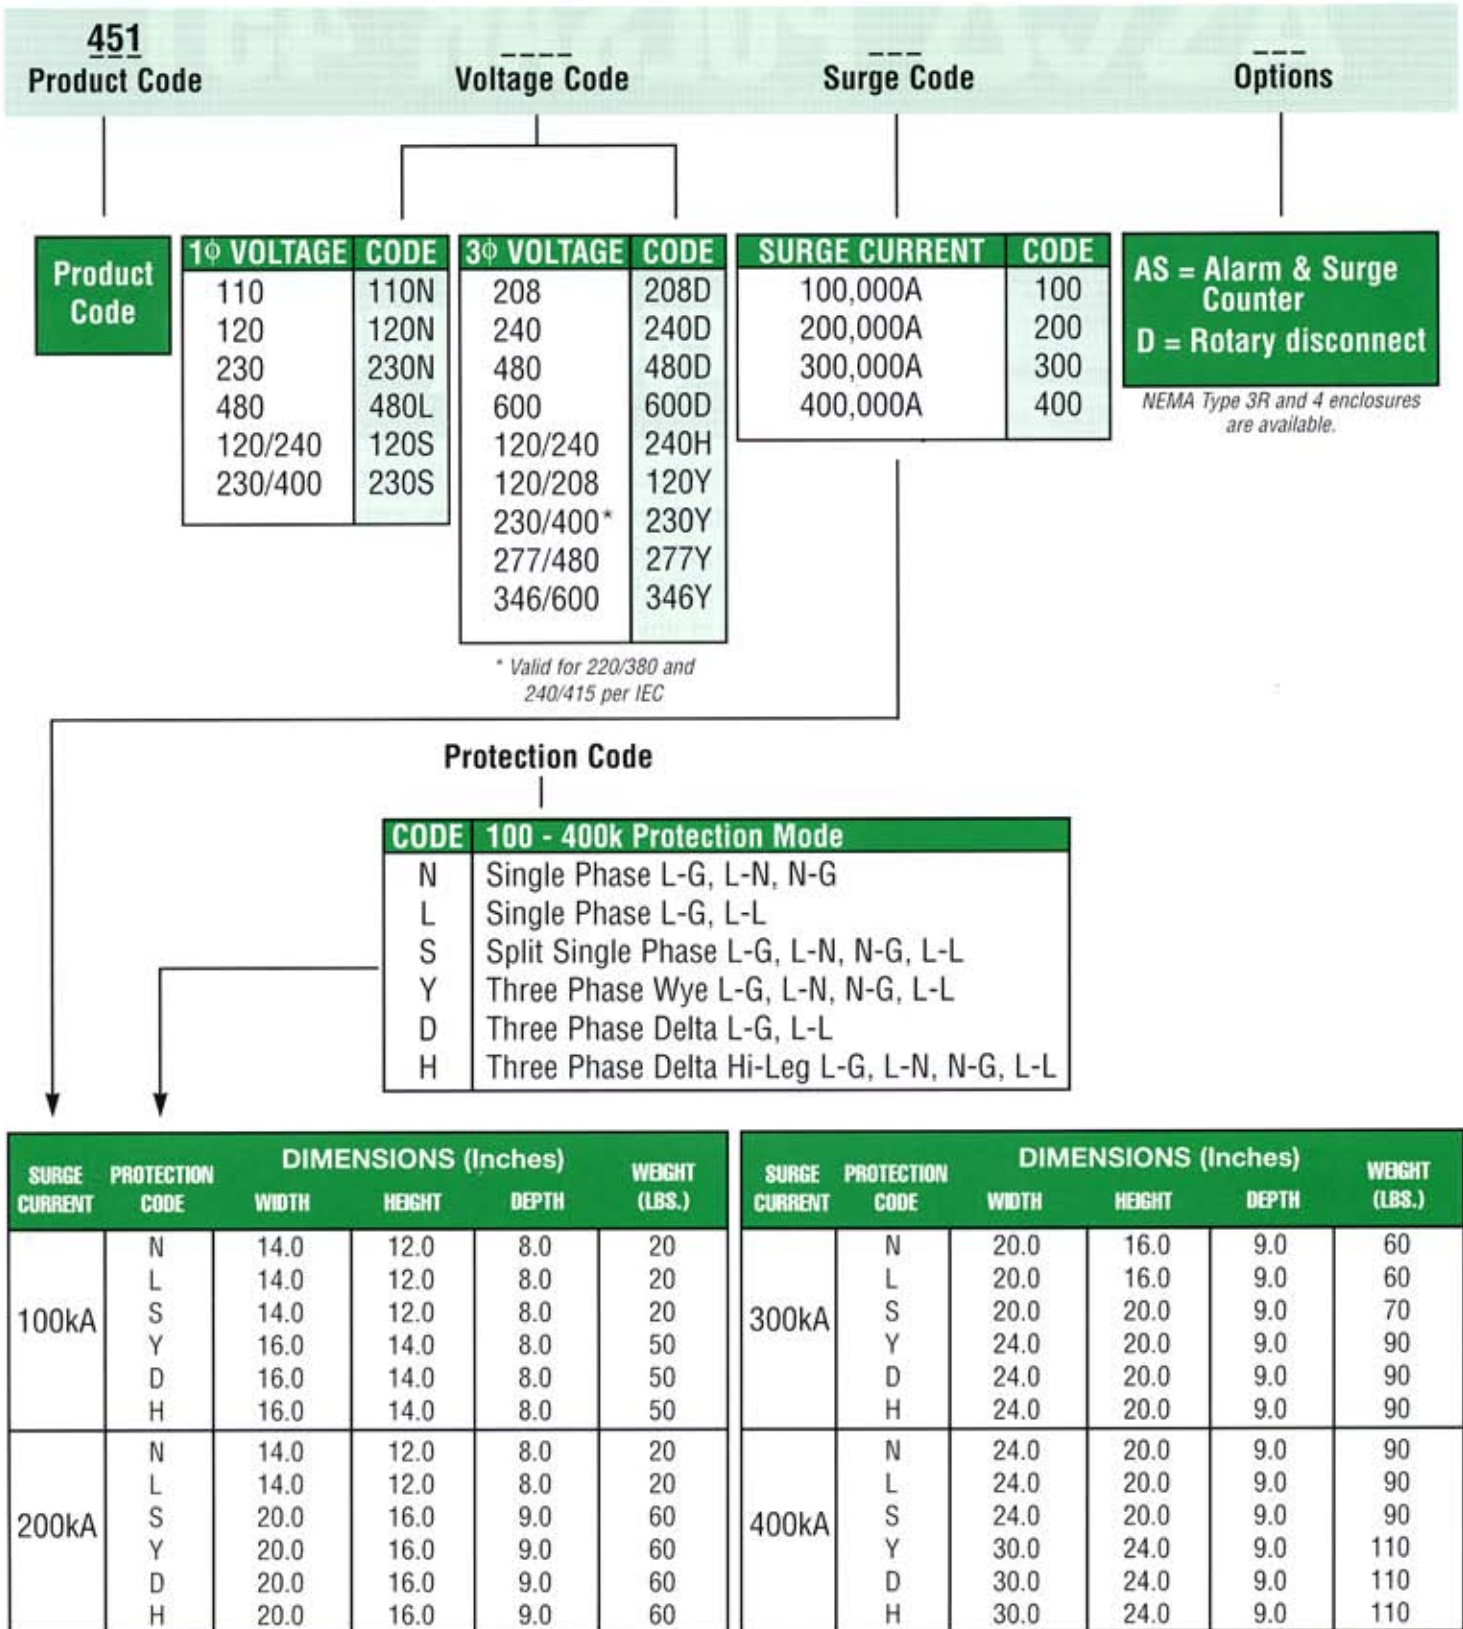 451 ____ ___ ___
Product Code Voltage Code Surge Code Options
Product Code
1ϕ VOLTAGE CODE
110 110N
120 120N
230 230N
480 480L
120/240 120S
230/400 230S
3ϕ VOLTAGE CODE
208 208D
240 240D
480 480D
600 600D
120/240 240H
120/208 120Y
230/400* 230Y
277/480 277Y
346/600 346Y
* Valid for 220/380 and
240/415 per IEC
SURGE CURRENT CODE
100,000A 100
200,000A 200
300,000A 300
400,000A 400
AS = Alarm & Surge
Counter
D = Rotary disconnect
NEMA Type 3R and 4 enclosures
are available.
Protection Code
CODE 100 - 400k Protection Mode
N Single Phase L-G, L-N, N-G
L Single Phase L-G, L-L
S Split Single Phase L-G, L-N, N-G, L-L
Y Three Phase Wye L-G, L-N, N-G, L-L
D Three Phase Delta L-G, L-L
H Three Phase Delta Hi-Leg L-G, L-N, N-G, L-L
SURGE CURRENT PROTECTION CODE DIMENSIONS (Inches) WEIGHT (LBS.)
WIDTH HEIGHT DEPTH
100kA
N 14.0 12.0 8.0 20
L 14.0 12.0 8.0 20
S 14.0 12.0 8.0 20
Y 16.0 14.0 8.0 50
D 16.0 14.0 8.0 50
H 16.0 14.0 8.0 50
200kA
N 14.0 12.0 8.0 20
L 14.0 12.0 8.0 20
S 20.0 16.0 9.0 60
Y 20.0 16.0 9.0 60
D 20.0 16.0 9.0 60
H 20.0 16.0 9.0 60
SURGE CURRENT PROTECTION CODE DIMENSIONS (Inches) WEIGHT (LBS.)
WIDTH HEIGHT DEPTH
300kA
N 20.0 16.0 9.0 60
L 20.0 16.0 9.0 60
S 20.0 20.0 9.0 70
Y 24.0 20.0 9.0 90
D 24.0 20.0 9.0 90
H 24.0 20.0 9.0 90
400kA
N 24.0 20.0 9.0 90
L 24.0 20.0 9.0 90
S 24.0 20.0 9.0 90
Y 30.0 24.0 9.0 110
D 30.0 24.0 9.0 110
H 30.0 24.0 9.0 110